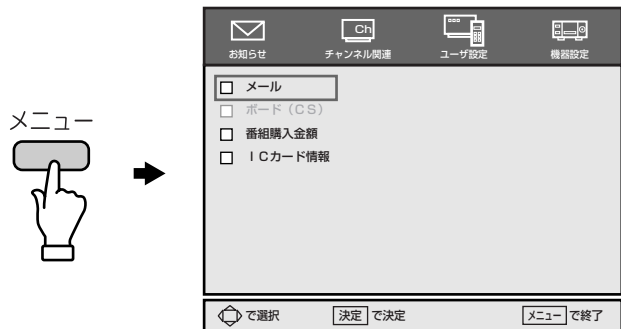 メニュー
Ch
お知らせ チャンネル関連 ユーザ設定 機器設定
メール
ボード（CS）
番組購入金額
ICカード情報
で選択 決定 で決定 メニュー で終了